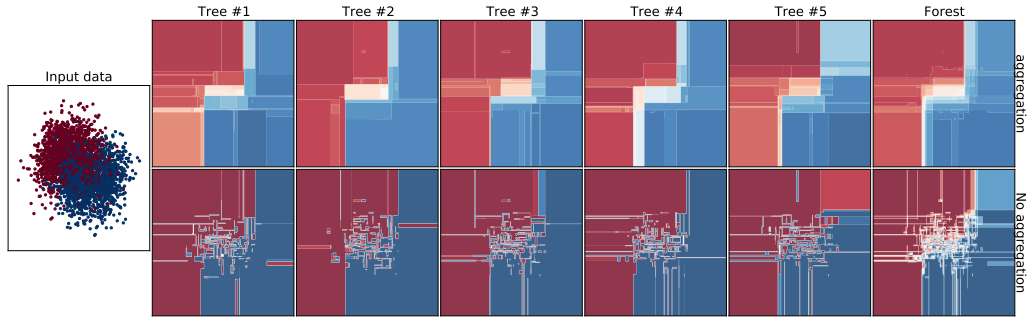 Tree #1
Tree #2
Tree #3
Tree #4
Tree #5
Forest
Input data
aggregation
No aggregation